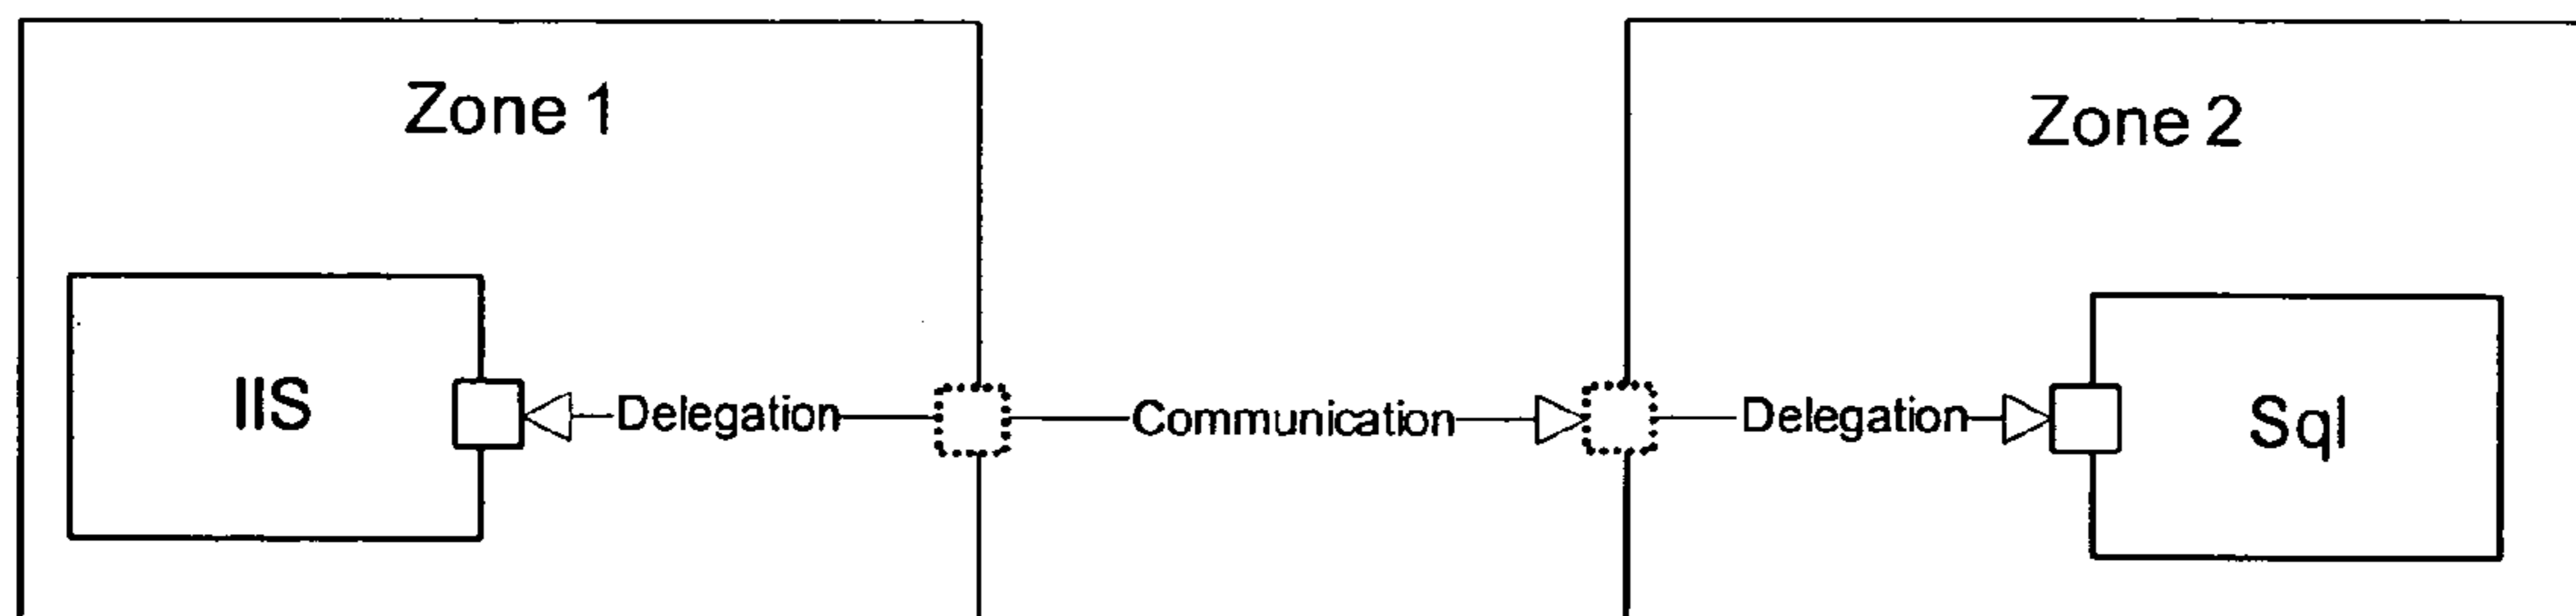 Zone 1
Zone 2
IIS
Delegation
Communication
Delegation
Sql